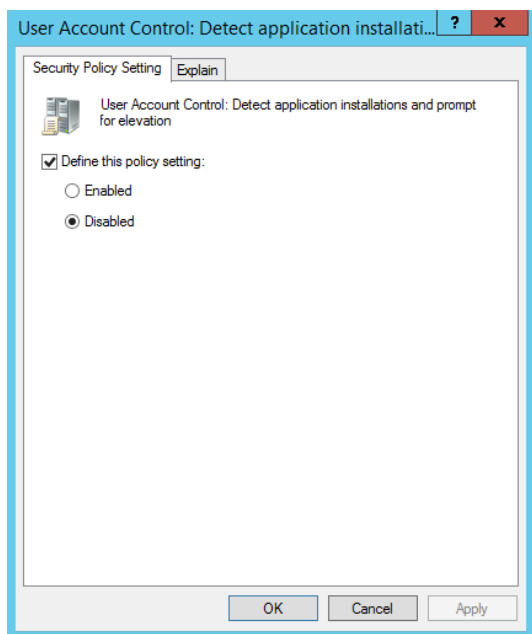 User Account Control: Detect application installati...
?
x
Security Policy Setting
Explain
User Account Control: Detect application installations and prompt
for elevation
Define this policy setting:
Enabled
Disabled
OK
Cancel
Apply